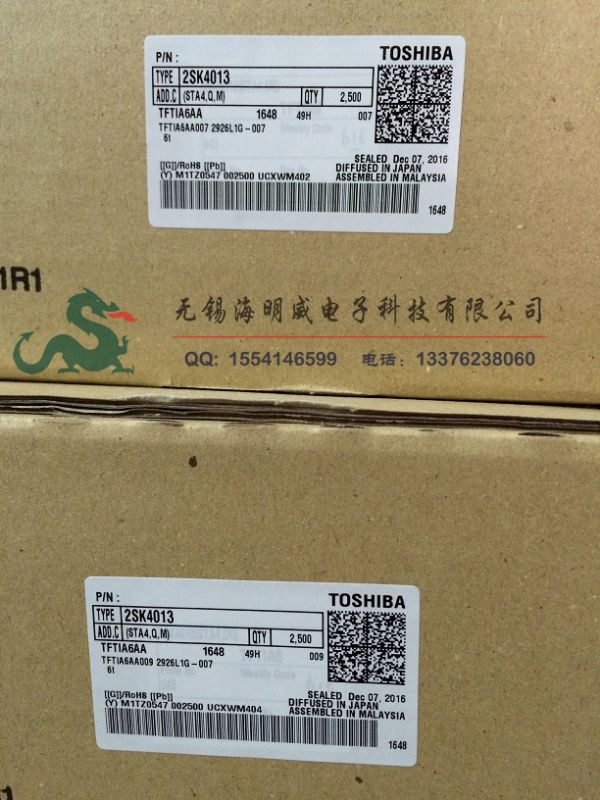 P/N :
TOSHIBA
TYPE 2SK4013
ADD.C (STA4,Q,M) QTY 2,500
TFTIA6AA 1648 49H 007
TFTIA6AA007 2926L1G-007
6t
SEALED Dec 07, 2016
[[G]]/RoHS [[Pb]] DIFFUSED IN JAPAN
(Y) M1TZ0547 002500 UCXWM402 ASSEMBLED IN MALAYSIA
1648
1R1
无锡海明威电子科技有限公司
QQ: 1554146599 电话: 13376238060
P/N :
TOSHIBA
TYPE 2SK4013
ADD.C (STA4,Q,M) QTY 2,500
TFTIA6AA 1648 49H 009
TFTIA6AA009 2926L1G-007
6t
SEALED Dec 07, 2016
[[G]]/RoHS [[Pb]] DIFFUSED IN JAPAN
(Y) M1TZ0547 002500 UCXWM404 ASSEMBLED IN MALAYSIA
1648